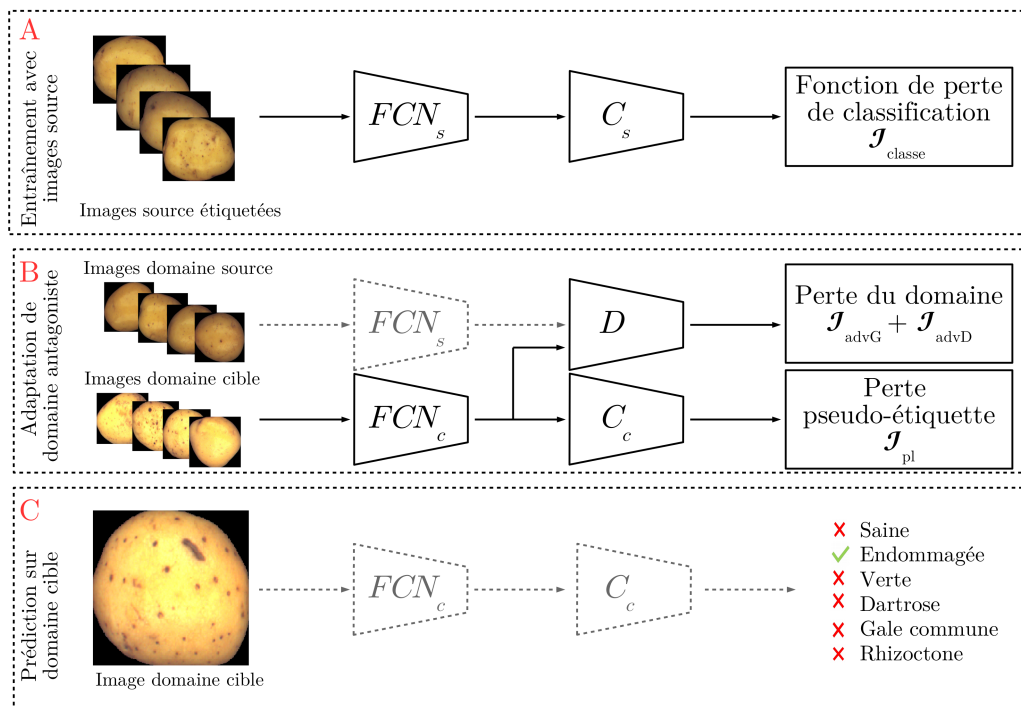 A
Entraînement avec
images source
Images source étiquetées
FCN_s
C_s
Fonction de perte
de classification
𝒥_classe
B
Adaptation de
domaine antagoniste
Images domaine source
FCN_s
D
Perte du domaine
𝒥_advG + 𝒥_advD
Images domaine cible
FCN_c
C_c
Perte
pseudo-étiquette
𝒥_pl
C
Prédiction sur
domaine cible
Image domaine cible
FCN_c
C_c
Saine
Endommagée
Verte
Dartrose
Gale commune
Rhizoctone